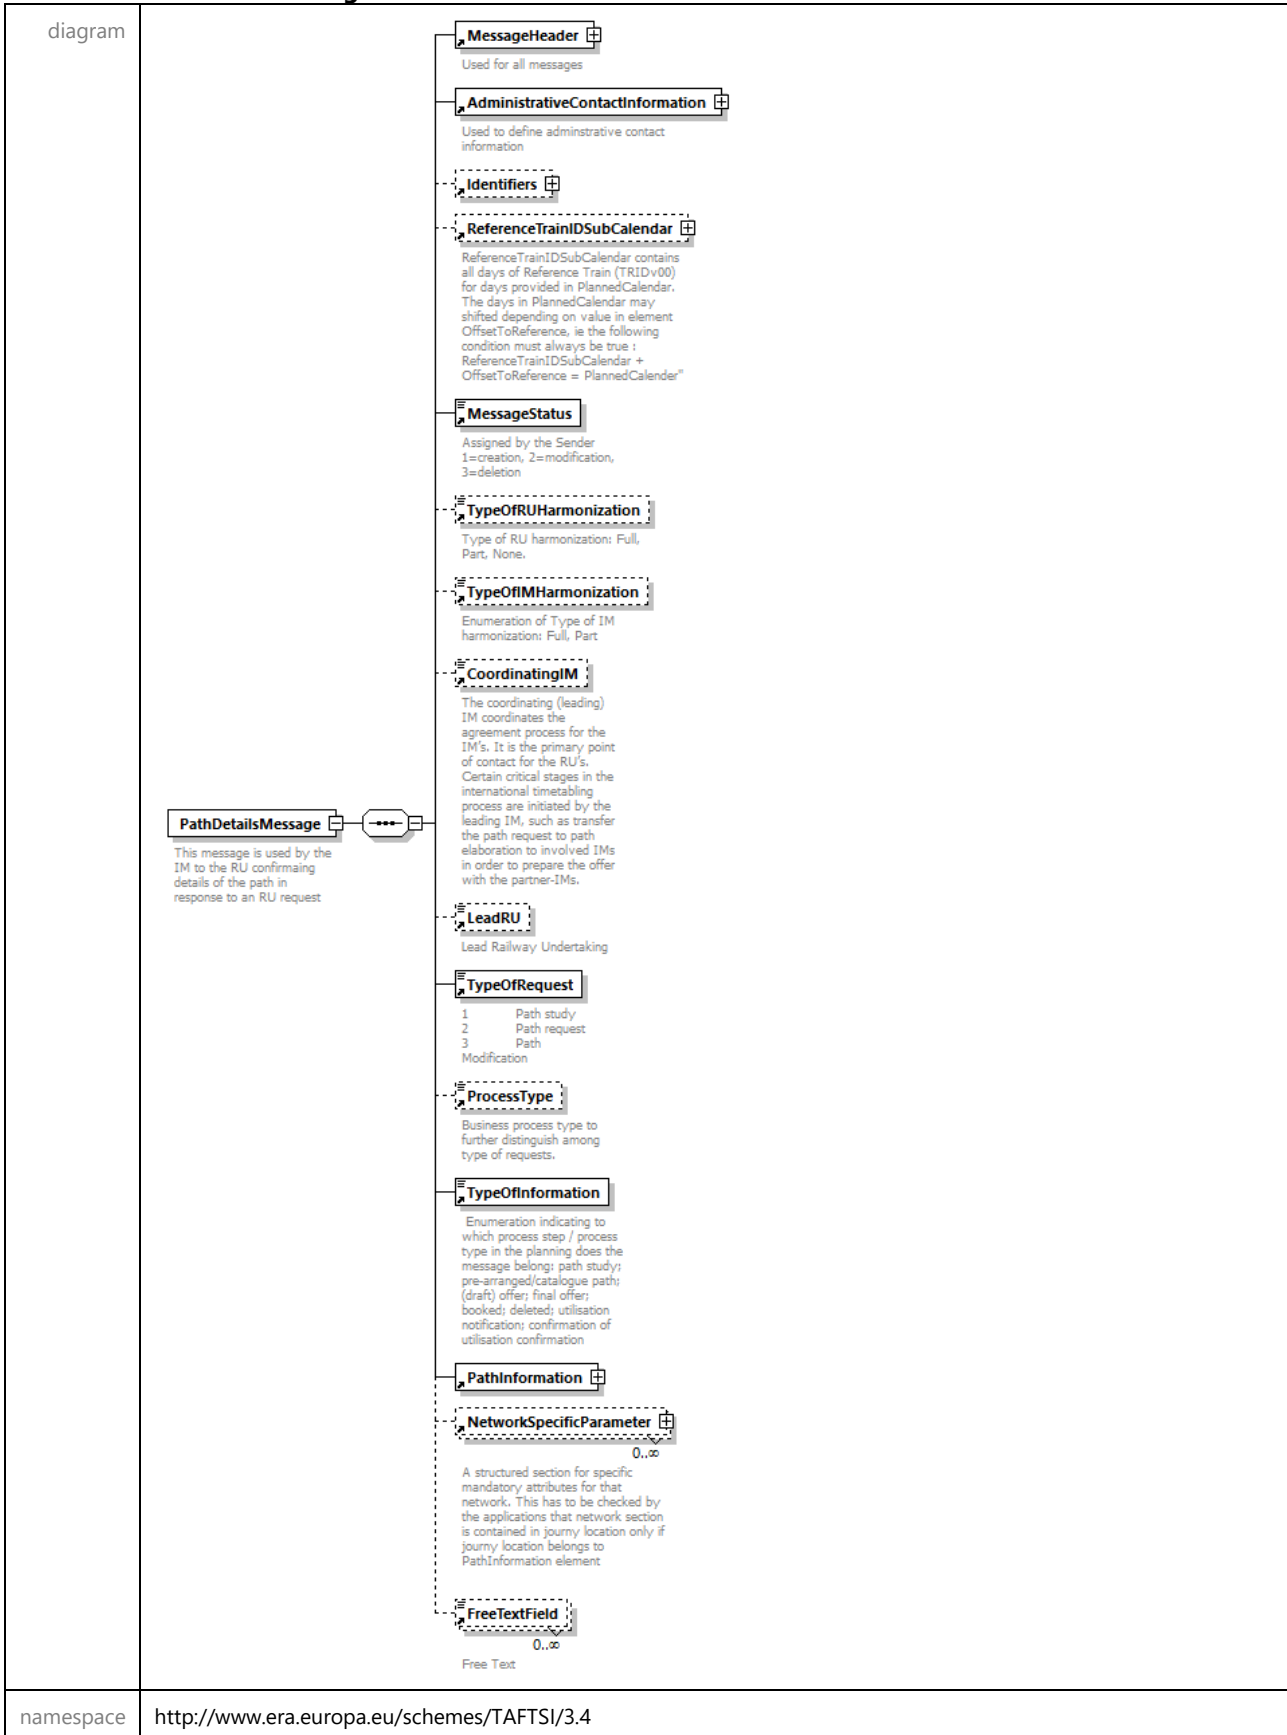 diagram
MessageHeader
Used for all messages
AdministrativeContactInformation
Used to define adminstrative contact
information
Identifiers
ReferenceTrainIDSubCalendar
ReferenceTrainIDSubCalendar contains
all days of Reference Train (TRIDv00)
for days provided in PlannedCalendar.
The days in PlannedCalendar may
shifted depending on value in element
OffsetToReference, ie the following
condition must always be true :
ReferenceTrainIDSubCalendar +
OffsetToReference = PlannedCalender"
MessageStatus
Assigned by the Sender
1=creation, 2=modification,
3=deletion
TypeOfRUHarmonization
Type of RU harmonization: Full,
Part, None.
TypeOfIMHarmonization
Enumeration of Type of IM
harmonization: Full, Part
CoordinatingIM
The coordinating (leading)
IM coordinates the
agreement process for the
IM's. It is the primary point
of contact for the RU's.
Certain critical stages in the
international timetabling
process are initiated by the
leading IM, such as transfer
the path request to path
elaboration to involved IMs
in order to prepare the offer
with the partner-IMs.
PathDetailsMessage
This message is used by the
IM to the RU confirmaing
details of the path in
response to an RU request
LeadRU
Lead Railway Undertaking
TypeOfRequest
1 Path study
2 Path request
3 Path
Modification
ProcessType
Business process type to
further distinguish among
type of requests.
TypeOfInformation
Enumeration indicating to
which process step / process
type in the planning does the
message belong: path study;
pre-arranged/catalogue path;
(draft) offer; final offer;
booked; deleted; utilisation
notification; confirmation of
utilisation confirmation
PathInformation
NetworkSpecificParameter
0..∞
A structured section for specific
mandatory attributes for that
network. This has to be checked by
the applications that network section
is contained in journy location only if
journy location belongs to
PathInformation element
FreeTextField
0..∞
Free Text
namespace http://www.era.europa.eu/schemes/TAFTSI/3.4